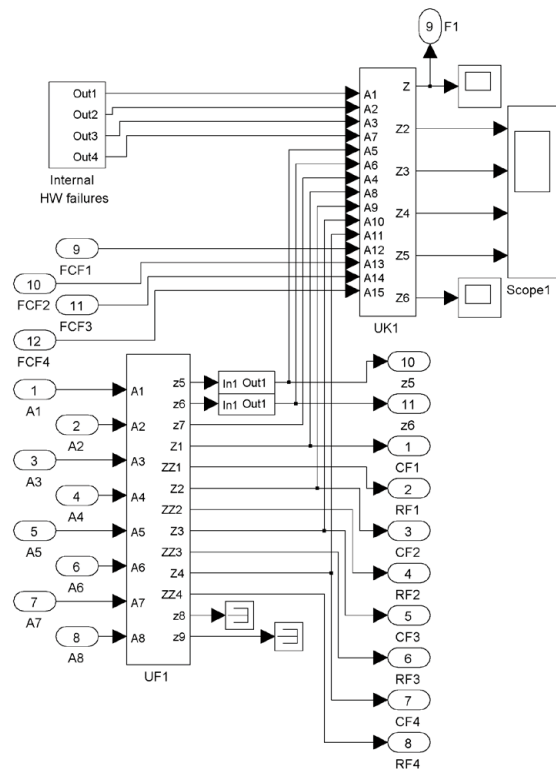 9 F1
Out1
Out2
Out3
Out4
Internal
HW failures
A1
A2
A3
A7
A5
A6
A4
A8
A9
A10
A11
A12
A13
A14
A15
Z
Z2
Z3
Z4
Z5
Z6
UK1
Scope1
9
FCF1
10
FCF2
11
FCF3
12
FCF4
1
A1
2
A2
3
A3
4
A4
5
A5
6
A6
7
A7
8
A8
A1
A2
A3
A4
A5
A6
A7
A8
z5
z6
z7
Z1
ZZ1
Z2
ZZ2
Z3
ZZ3
Z4
ZZ4
z8
z9
UF1
In1 Out1
In1 Out1
10
z5
11
z6
1
CF1
2
RF1
3
CF2
4
RF2
5
CF3
6
RF3
7
CF4
8
RF4